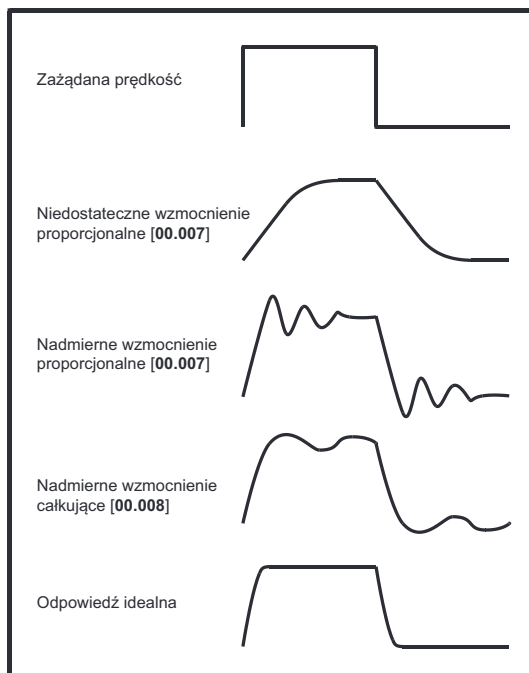 Zażądana prędkość
Niedostateczne wzmocnienie
proporcjonalne [00.007]
Nadmierne wzmocnienie
proporcjonalne [00.007]
Nadmierne wzmocnienie
całkujące [00.008]
Odpowiedź idealna